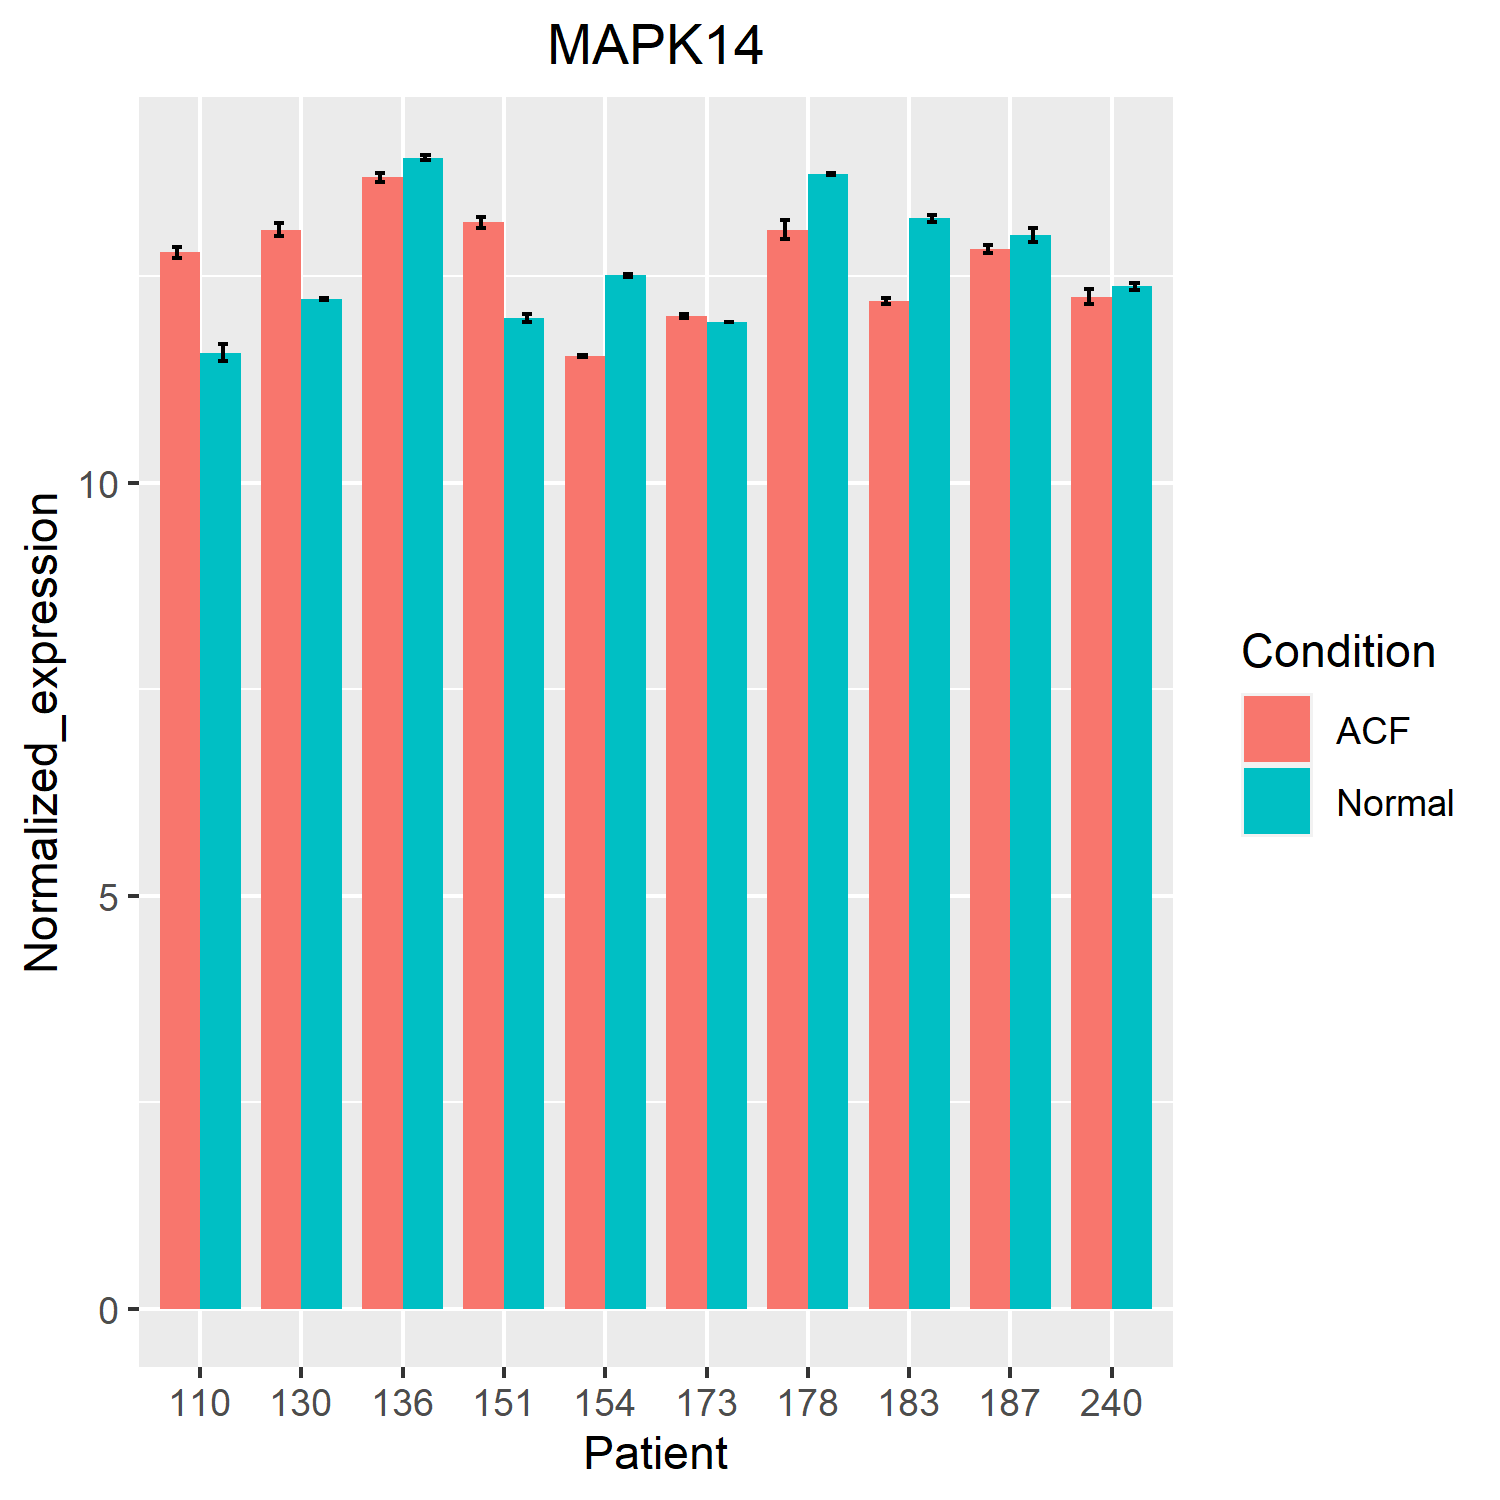 MAPK14
Normalized_expression
10
5
0
110 130 136 151 154 173 178 183 187 240
Patient
Condition
ACF
Normal